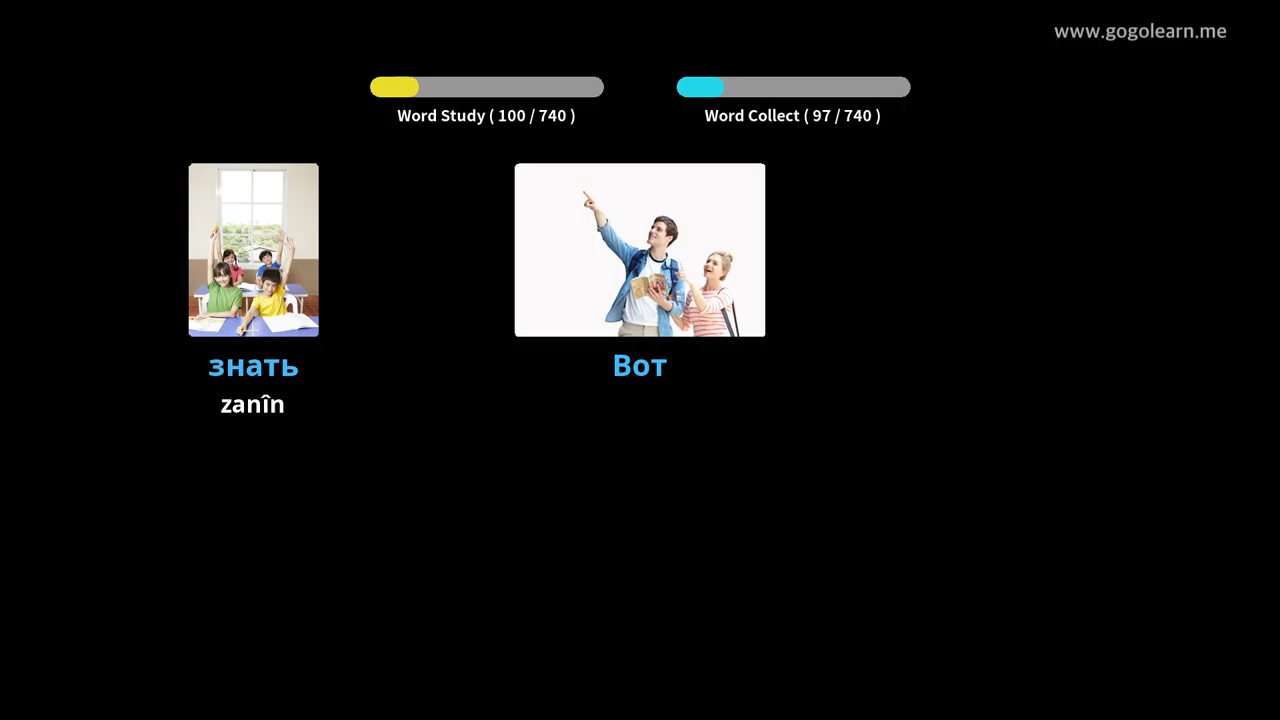 www.gogolearn.me
Word Study ( 100 / 740 )
Word Collect ( 97 / 740 )
знать
zanîn
Вот